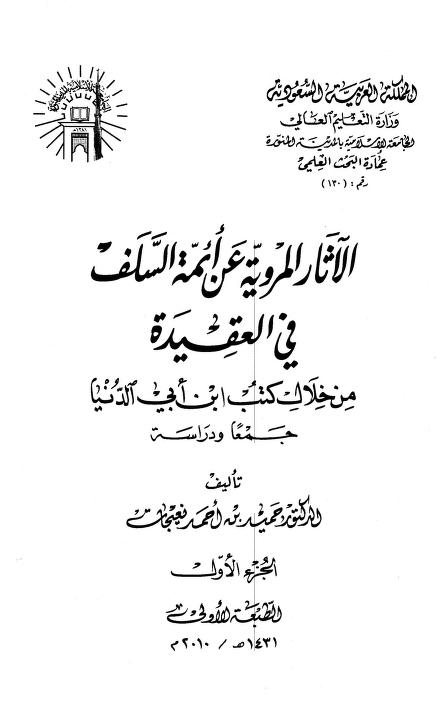 المملكة العربية السعودية
وزارة التعليم العالي
الجامعة الإسلامية بالمدينة المنورة
عمادة البحث العلمي
رقم: (١٣٠)
الآثار المروية عن أئمة السلف
في العقيدة
من خلال كتب ابن أبي الدنيا
جمعًا ودراسة
تأليف
الدكتور حميد بن أحمد نعيجات
الجزء الأول
الطبعة الأولى
١٤٣١هـ / ٢٠١٠م